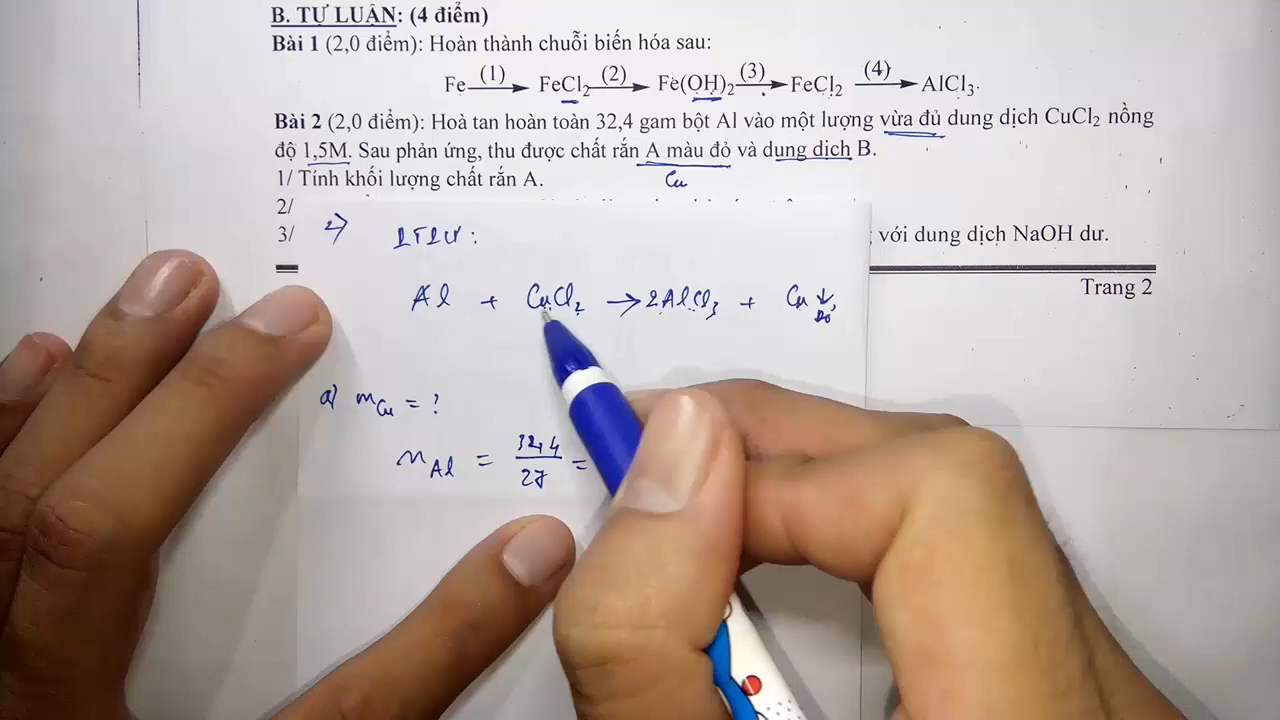 B. TỰ LUẬN: (4 điểm)
Bài 1 (2,0 điểm): Hoàn thành chuỗi biến hóa sau:
Fe (1)→ FeCl2 (2)→ Fe(OH)2 (3)→ FeCl2 (4)→ AlCl3.
Bài 2 (2,0 điểm): Hoà tan hoàn toàn 32,4 gam bột Al vào một lượng vừa đủ dung dịch CuCl2 nồng
độ 1,5M. Sau phản ứng, thu được chất rắn A màu đỏ và dung dịch B.
1/ Tính khối lượng chất rắn A.
Cu
2/
3/ với dung dịch NaOH dư.
Trang 2
2)
Al + CuCl2 → 2AlCl3 + Cu↓
a) mCu = ?
nAl = 32,4/27 =